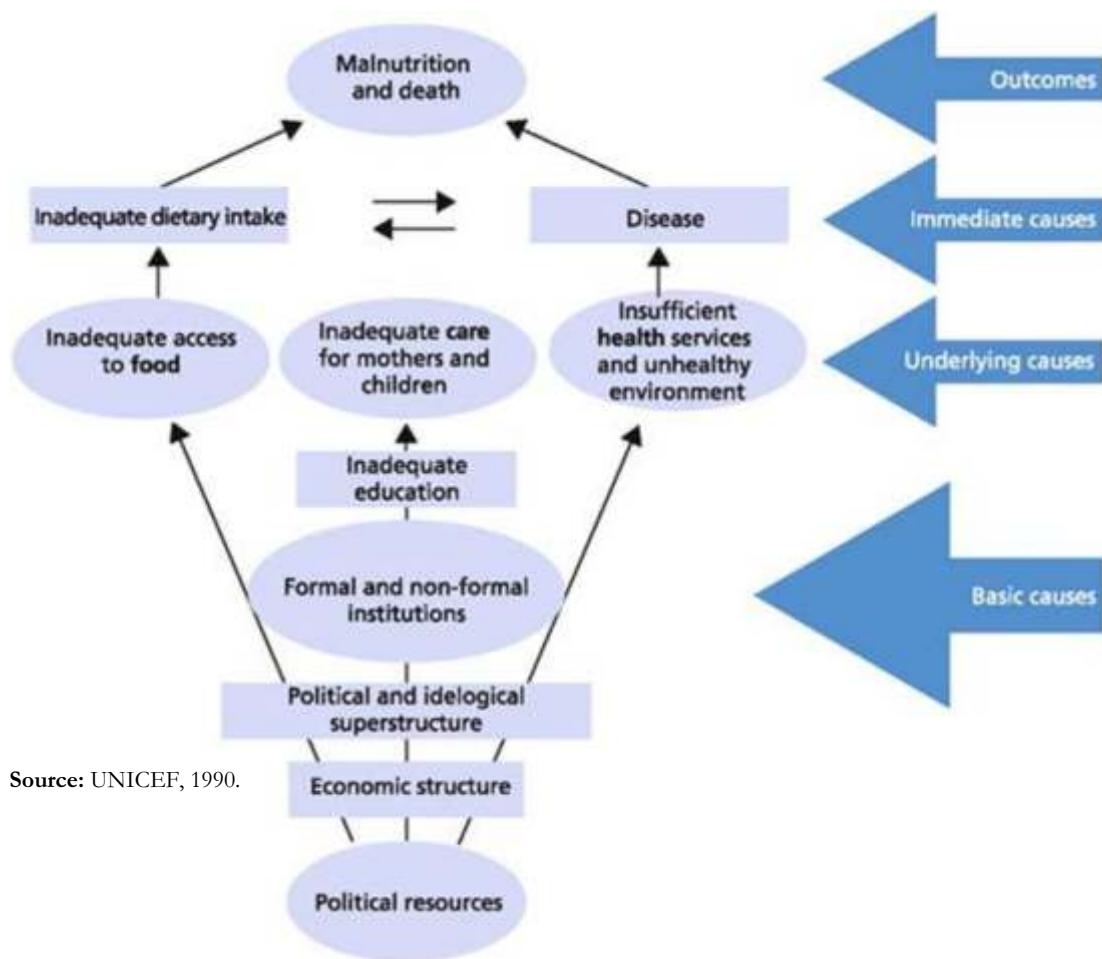 Malnutrition
and death
Outcomes
Inadequate dietary intake
Disease
Immediate causes
Inadequate access
to food
Inadequate care
for mothers and
children
Insufficient
health services
and unhealthy
environment
Underlying causes
Inadequate
education
Formal and non-formal
institutions
Basic causes
Political and idelogical
superstructure
Source: UNICEF, 1990.
Economic structure
Political resources